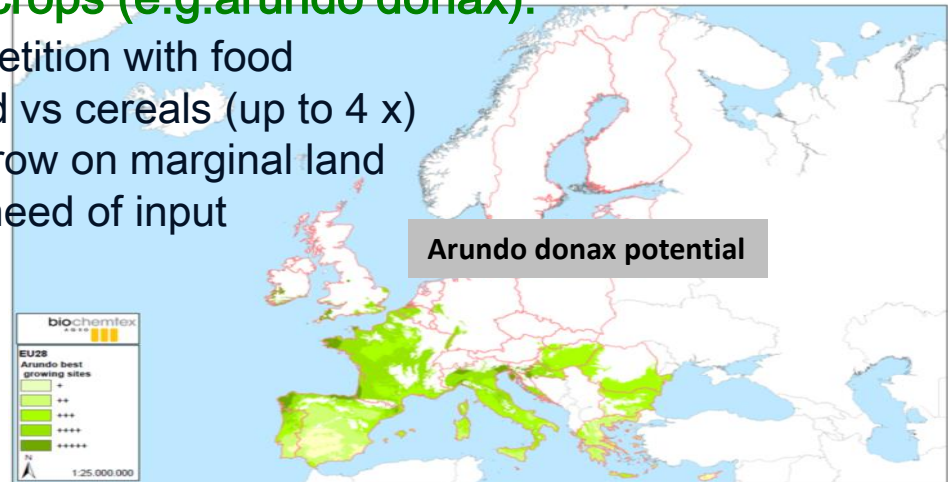 crops (e.g.arundo donax):
etition with food
d vs cereals (up to 4 x)
row on marginal land
need of input
Arundo donax potential
biochemtex
AGRO
EU28
Arundo best
growing sites
+
++
+++
++++
+++++
N
1:25.000.000